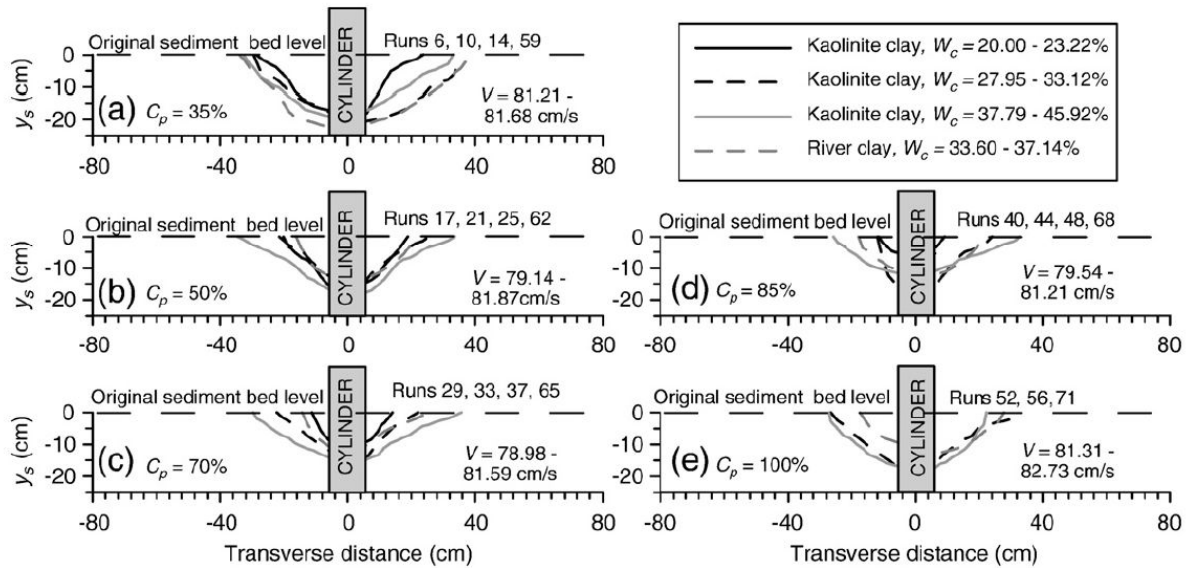 Original sediment bed level
CYLINDER
Runs 6, 10, 14, 59
0
-10
-20
y_s (cm)
(a) C_p = 35%
V = 81.21 -
81.68 cm/s
-80 -40 0 40 80
Kaolinite clay, W_c = 20.00 - 23.22%
Kaolinite clay, W_c = 27.95 - 33.12%
Kaolinite clay, W_c = 37.79 - 45.92%
River clay, W_c = 33.60 - 37.14%
Original sediment bed level
CYLINDER
Runs 17, 21, 25, 62
0
-10
-20
y_s (cm)
(b) C_p = 50%
V = 79.14 -
81.87cm/s
-80 -40 0 40 80
Original sediment bed level
CYLINDER
Runs 29, 33, 37, 65
0
-10
-20
y_s (cm)
(c) C_p = 70%
V = 78.98 -
81.59 cm/s
-80 -40 0 40 80
Transverse distance (cm)
Original sediment bed level
CYLINDER
Runs 40, 44, 48, 68
0
-10
-20
(d) C_p = 85%
V = 79.54 -
81.21 cm/s
-80 -40 0 40 80
Original sediment bed level
CYLINDER
Runs 52, 56, 71
0
-10
-20
(e) C_p = 100%
V = 81.31 -
82.73 cm/s
-80 -40 0 40 80
Transverse distance (cm)